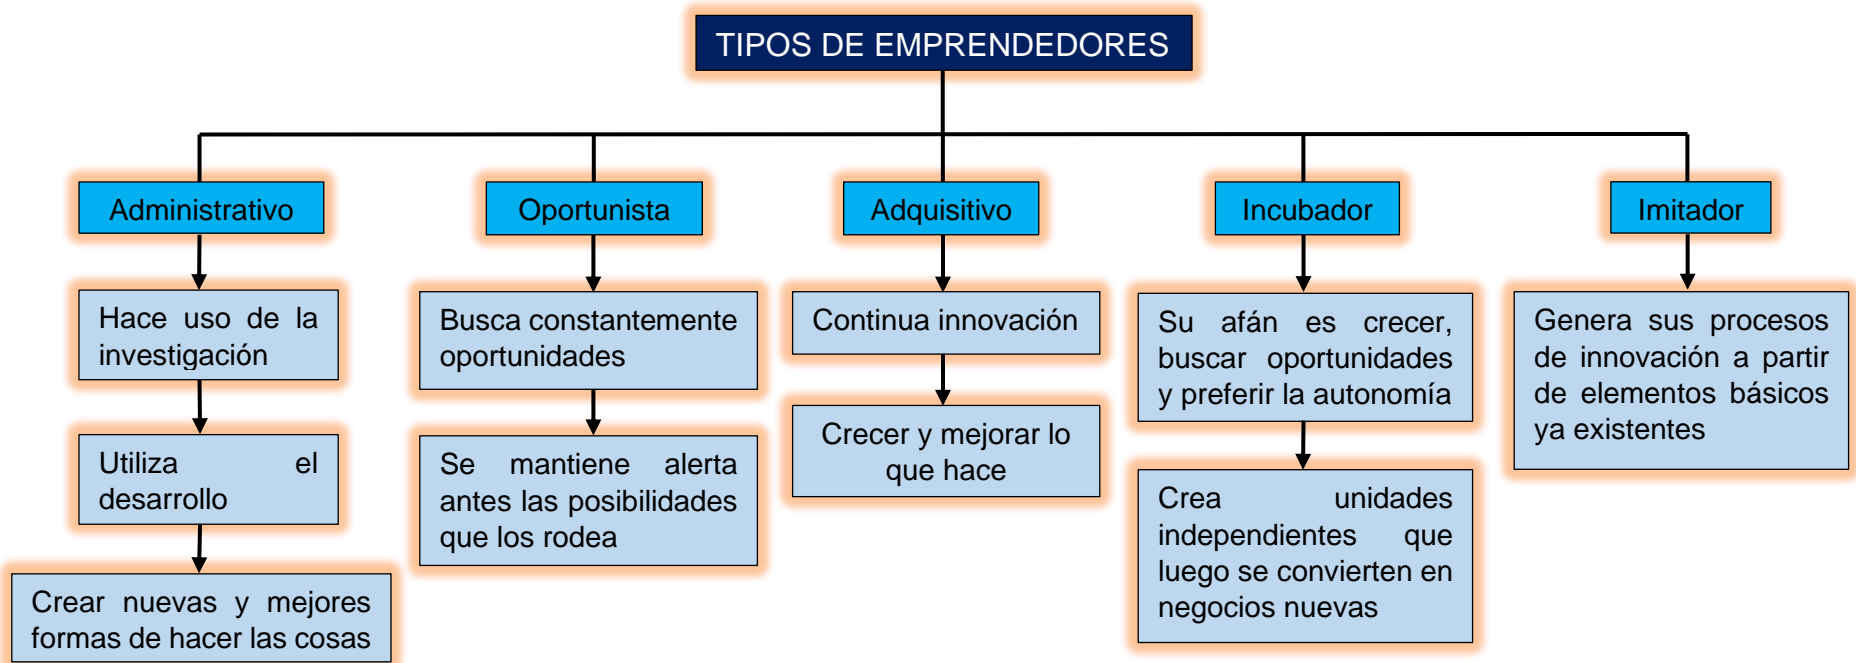 TIPOS DE EMPRENDEDORES
Administrativo
Hace uso de la
investigación
Utiliza el
desarrollo
Crear nuevas y mejores
formas de hacer las cosas
Oportunista
Busca constantemente
oportunidades
Se mantiene alerta
antes las posibilidades
que los rodea
Adquisitivo
Continua innovación
Crecer y mejorar lo
que hace
Incubador
Su afán es crecer,
buscar oportunidades
y preferir la autonomía
Crea unidades
independientes que
luego se convierten en
negocios nuevas
Imitador
Genera sus procesos
de innovación a partir
de elementos básicos
ya existentes